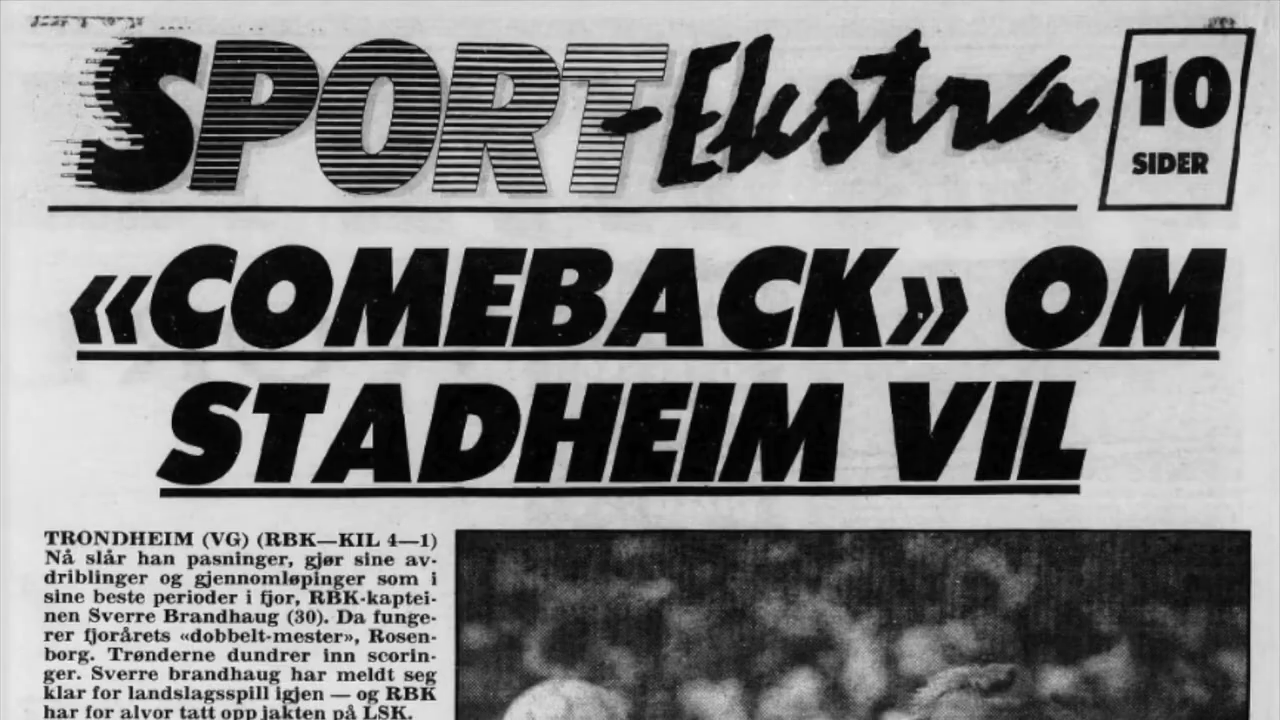 SPORT-Ekstra
10
SIDER
«COMEBACK» OM
STADHEIM VIL
TRONDHEIM (VG) (RBK—KIL 4—1)
Nå slår han pasninger, gjør sine av-
driblinger og gjennomløpinger som i
sine beste perioder i fjor, RBK-kaptei-
nen Sverre Brandhaug (30). Da funge-
rer fjorårets «dobbelt-mester», Rosen-
borg. Trønderne dundrer inn scorin-
ger. Sverre brandhaug har meldt seg
klar for landslagsspill igjen — og RBK
har for alvor tatt opp jakten på LSK.